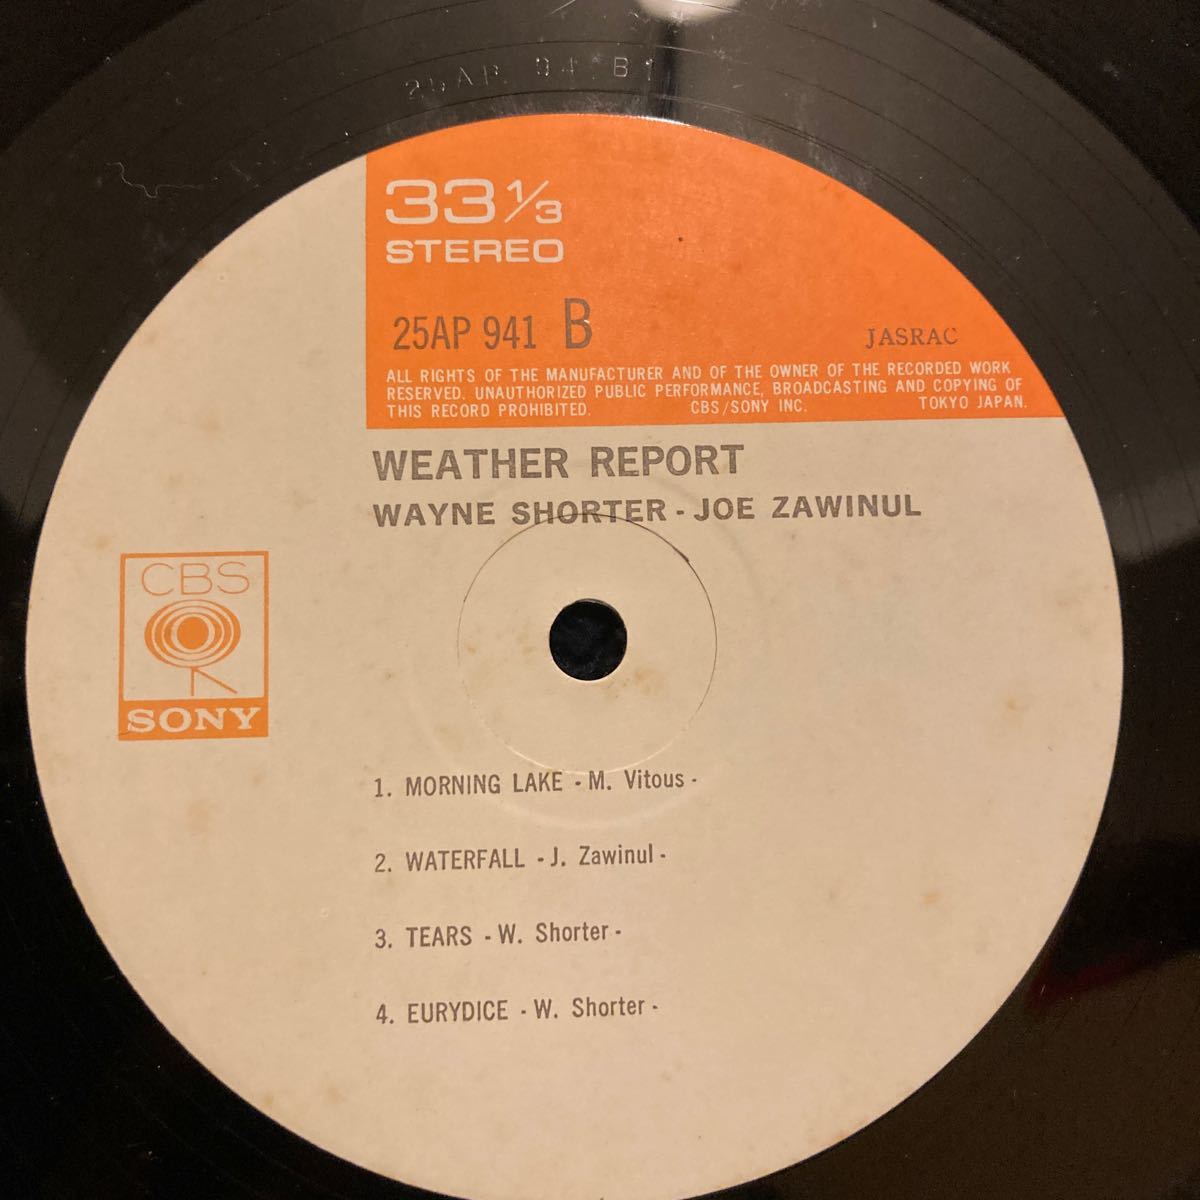 25AP 94 B1
33 1/3
STEREO
25AP 941 B
JASRAC
ALL RIGHTS OF THE MANUFACTURER AND OF THE OWNER OF THE RECORDED WORK
RESERVED. UNAUTHORIZED PUBLIC PERFORMANCE, BROADCASTING AND COPYING OF
THIS RECORD PROHIBITED. CBS/SONY INC. TOKYO JAPAN.
WEATHER REPORT
WAYNE SHORTER - JOE ZAWINUL
CBS
SONY
1. MORNING LAKE - M. Vitous -
2. WATERFALL - J. Zawinul -
3. TEARS - W. Shorter -
4. EURYDICE - W. Shorter -